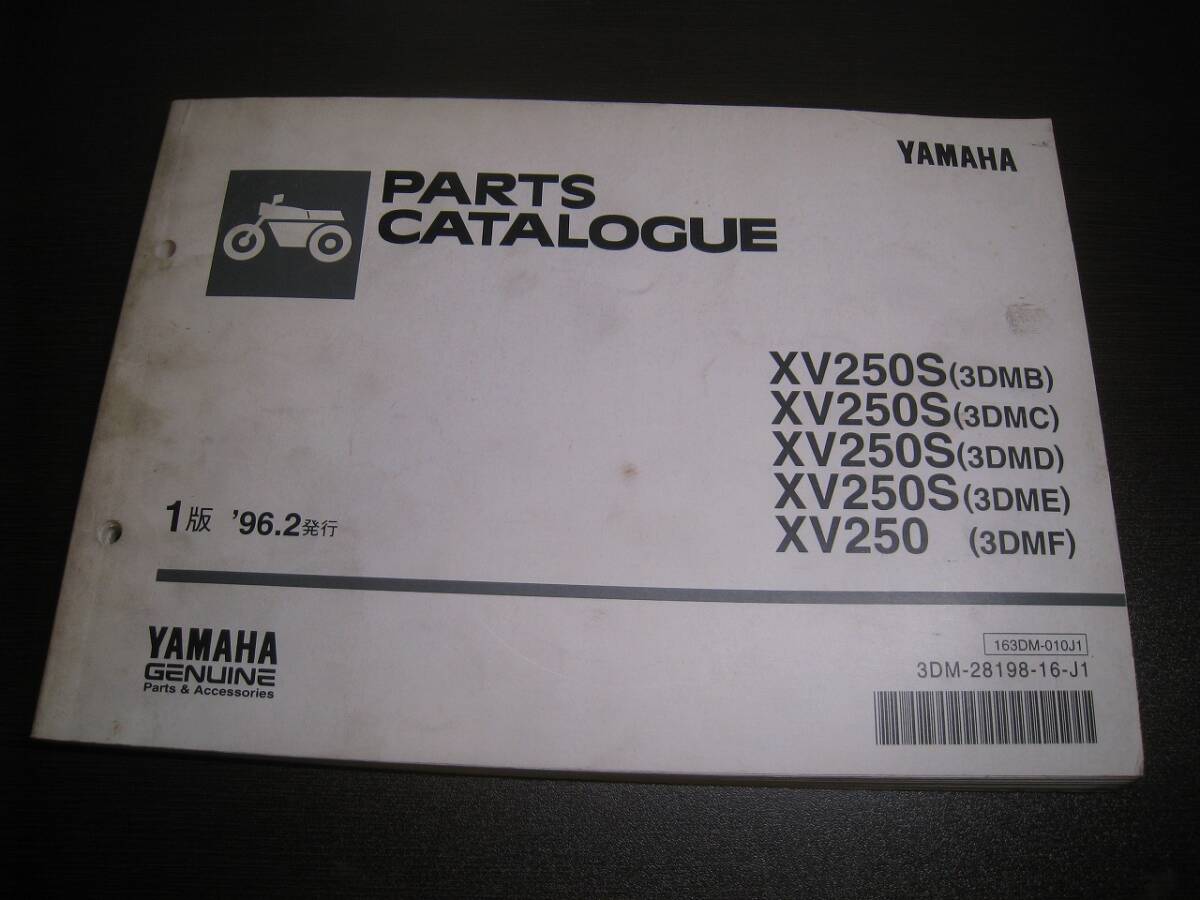 YAMAHA
PARTS
CATALOGUE
XV250S(3DMB)
XV250S(3DMC)
XV250S(3DMD)
XV250S(3DME)
XV250 (3DMF)
1版 '96.2発行
YAMAHA
GENUINE
Parts & Accessories
163DM-010J1
3DM-28198-16-J1